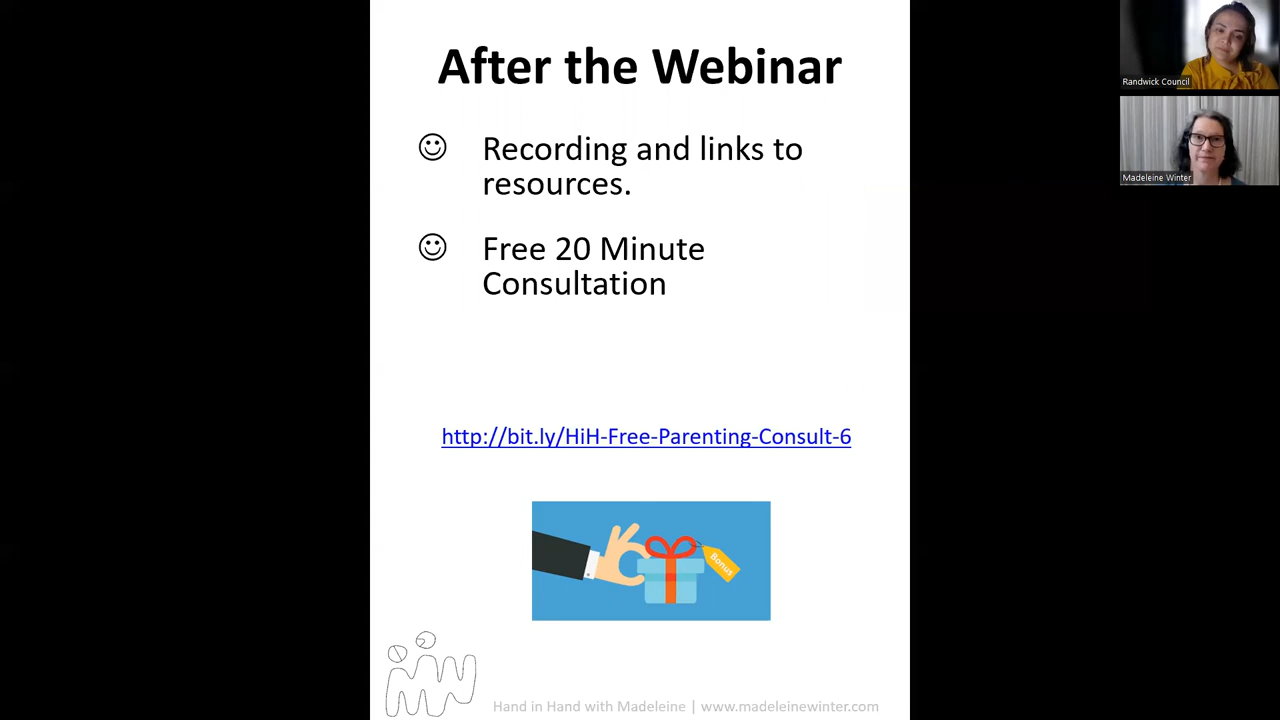 After the Webinar
Recording and links to
resources.
Free 20 Minute
Consultation
http://bit.ly/HiH-Free-Parenting-Consult-6
Bonus
Hand in Hand with Madeleine | www.madeleinewinter.com
Randwick Council
Madeleine Winter